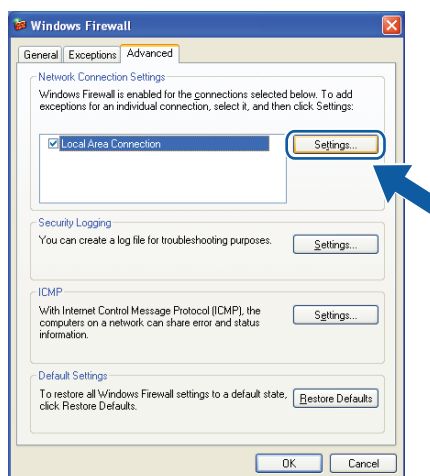 Windows Firewall
General Exceptions Advanced
Network Connection Settings
Windows Firewall is enabled for the connections selected
below. To add
exceptions for an individual connection, select it, and then click Settings:
Local Area Connection
Settings...
Security Logging
You can create a log file for troubleshooting purposes.
Settings...
ICMP
With Internet Control Message Protocol (ICMP), the
computers on a network can share error and status
information.
Settings...
Default Settings
To restore all Windows Firewall settings to a default state,
click Restore Defaults.
Restore Defaults
OK Cancel